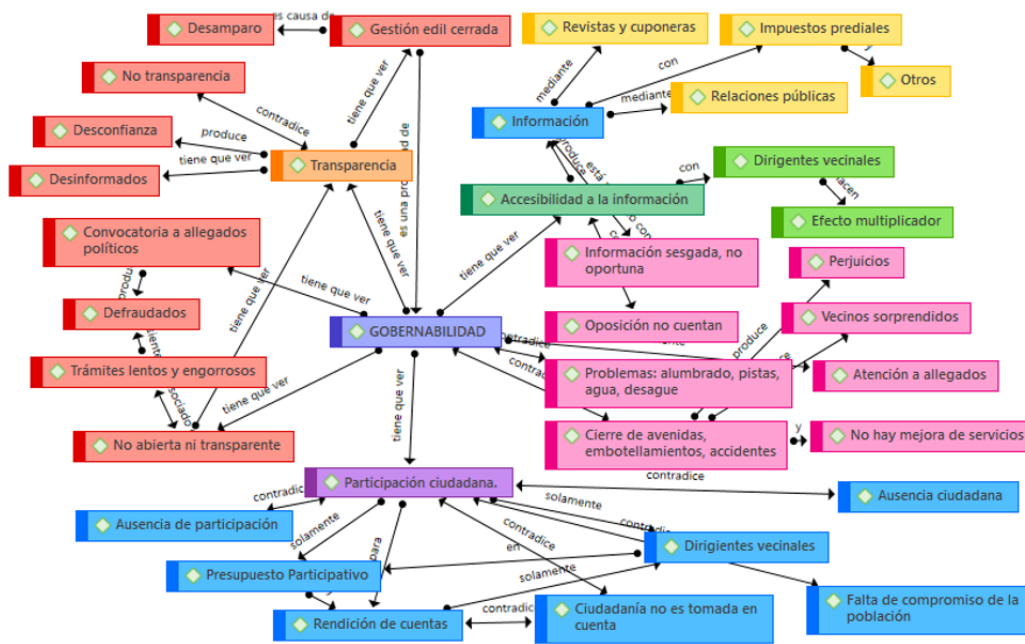 Desamparo
es causa de
Gestión edil cerrada
Revistas y cuponeras
Impuestos prediales
y
Otros
No transparencia
tiene que ver
mediante
con
mediante
Relaciones públicas
contradice
Desconfianza
produce
Información
Desinformados
tiene que ver
Transparencia
produce
con
Dirigentes vecinales
hacen
Accesibilidad a la información
Efecto multiplicador
Convocatoria a allegados
políticos
tiene que ver
tiene que ver
Información sesgada, no
oportuna
Perjuicios
tiene que ver
tiene que ver
Defraudados
GOBERNABILIDAD
Oposición no cuentan
Vecinos sorprendidos
produce
Trámites lentos y engorrosos
Problemas: alumbrado, pistas,
agua, desague
Atención a allegados
tiene que ver
tiene que ver
No abierta ni transparente
Cierre de avenidas,
embotellamientos, accidentes
y
No hay mejora de servicios
contradice
Participación ciudadana.
Ausencia ciudadana
solamente
Ausencia de participación
solamente
para
contradice
en
Dirigientes vecinales
Presupuesto Participativo
solamente
Rendición de cuentas
contradice
Ciudadanía no es tomada en
cuenta
Falta de compromiso de la
población